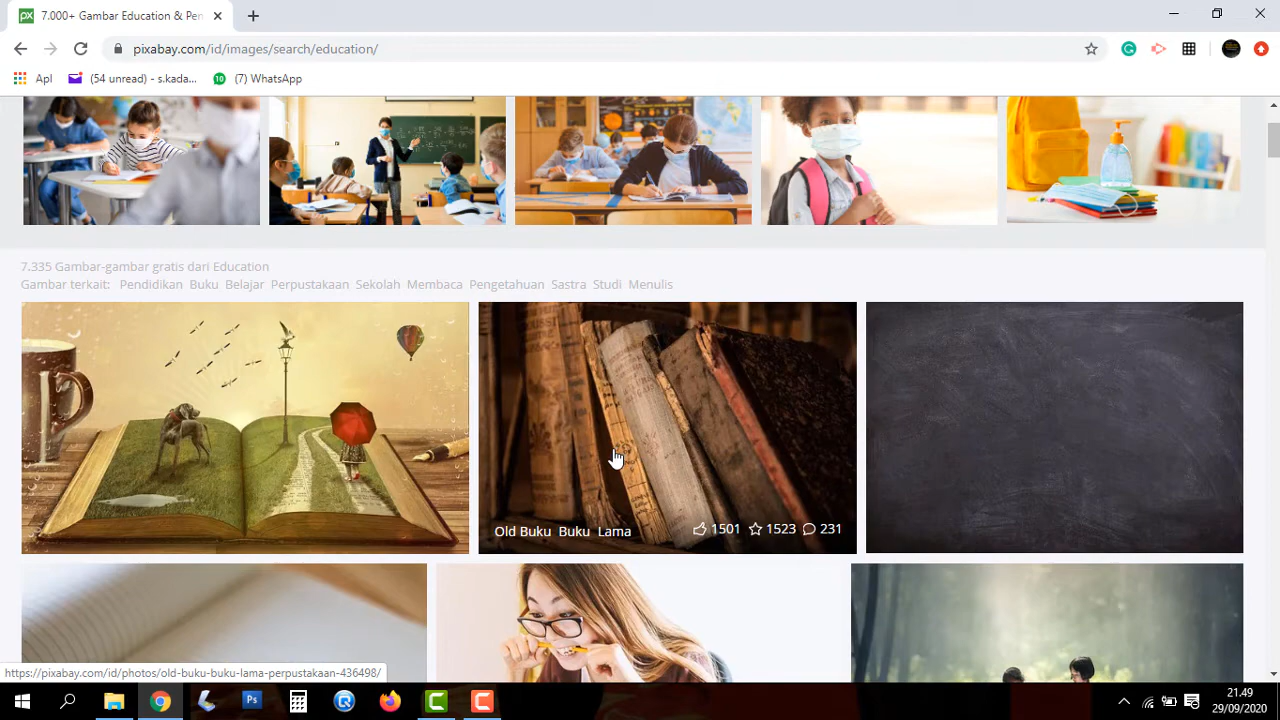 7.000+ Gambar Education & Pen
pixabay.com/id/images/search/education/
Apl
(54 unread) - s.kada...
(7) WhatsApp
7.335 Gambar-gambar gratis dari Education
Gambar terkait: Pendidikan Buku Belajar Perpustakaan Sekolah Membaca Pengetahuan Sastra Studi Menulis
Old Buku Buku Lama 1501 1523 231
https://pixabay.com/id/photos/old-buku-buku-lama-perpustakaan-436498/
21.49
29/09/2020